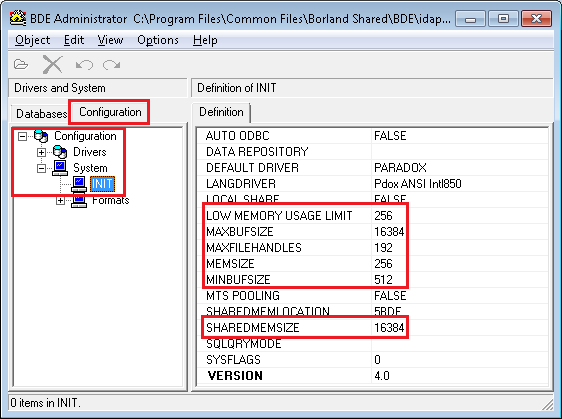 BDE Administrator C:\Program Files\Common Files\Borland Shared\BDE\idap...
Object Edit View Options Help
Drivers and System
Definition of INIT
Databases Configuration
Definition
Configuration
Drivers
System
INIT
Formats
AUTO ODBC FALSE
DATA REPOSITORY
DEFAULT DRIVER PARADOX
LANGDRIVER Pdox ANSI Intl850
LOCAL SHARE FALSE
LOW MEMORY USAGE LIMIT 256
MAXBUFSIZE 16384
MAXFILEHANDLES 192
MEMSIZE 256
MINBUFSIZE 512
MTS POOLING FALSE
SHAREDMEMLOCATION 5BDE
SHAREDMEMSIZE 16384
SQLQRYMODE
SYSFLAGS 0
VERSION 4.0
0 items in INIT.